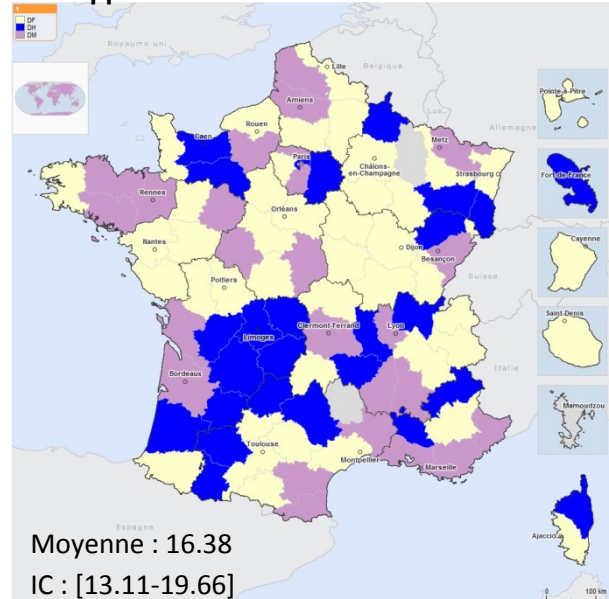 1
DF
DH
DM
Royaume uni
Belgique
Lille
Pointe-à-Pitre
Amiens
Lux.
Allemagne
Rouen
Caen
Paris
Metz
Châlons-
en-Champagne
Strasbourg
Fort-de-France
Rennes
Orléans
Nantes
Dijon
Besançon
Cayenne
Suisse
Poitiers
Saint-Denis
Limoges
Clermont-Ferrand
Lyon
Italie
Bordeaux
Mamoudzou
Toulouse
Montpellier
Marseille
Espagne
Ajaccio
Moyenne : 16.38
IC : [13.11-19.66]
0 100 km